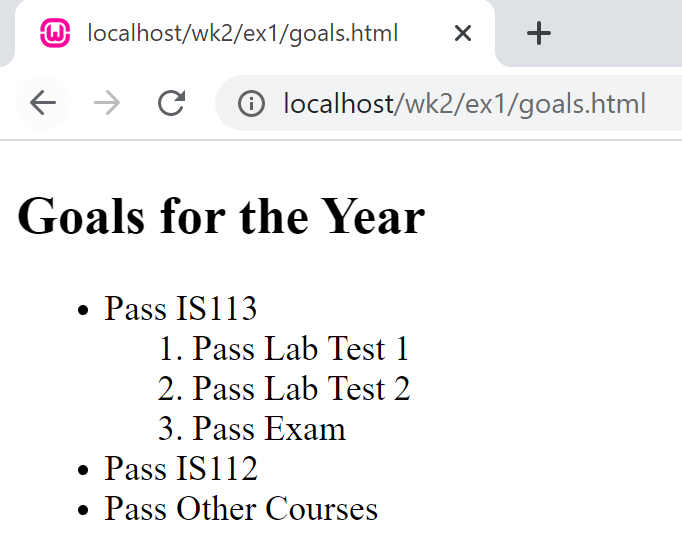 localhost/wk2/ex1/goals.html
localhost/wk2/ex1/goals.html
Goals for the Year
• Pass IS113
1. Pass Lab Test 1
2. Pass Lab Test 2
3. Pass Exam
• Pass IS112
• Pass Other Courses